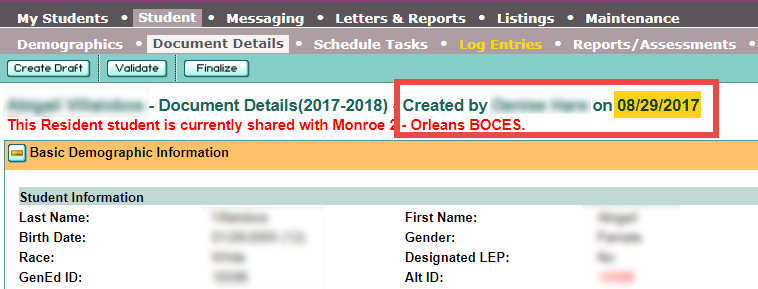 My Students • Student • Messaging • Letters & Reports • Listings • Maintenance
Demographics • Document Details • Schedule Tasks • Log Entries • Reports/Assessments •
Create Draft Validate Finalize
- Document Details(2017-2018) - Created by on 08/29/2017
This Resident student is currently shared with Monroe 2 - Orleans BOCES.
Basic Demographic Information
Student Information
Last Name: First Name:
Birth Date: Gender:
Race: Designated LEP:
GenEd ID: Alt ID: